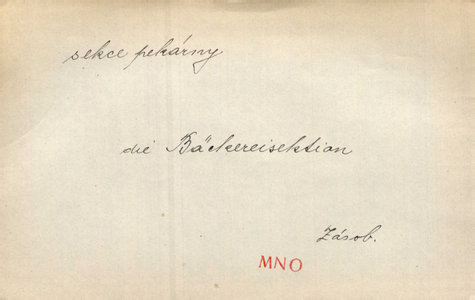 sekce pekárny
die Bäckereisektion
Zásob.
MNO